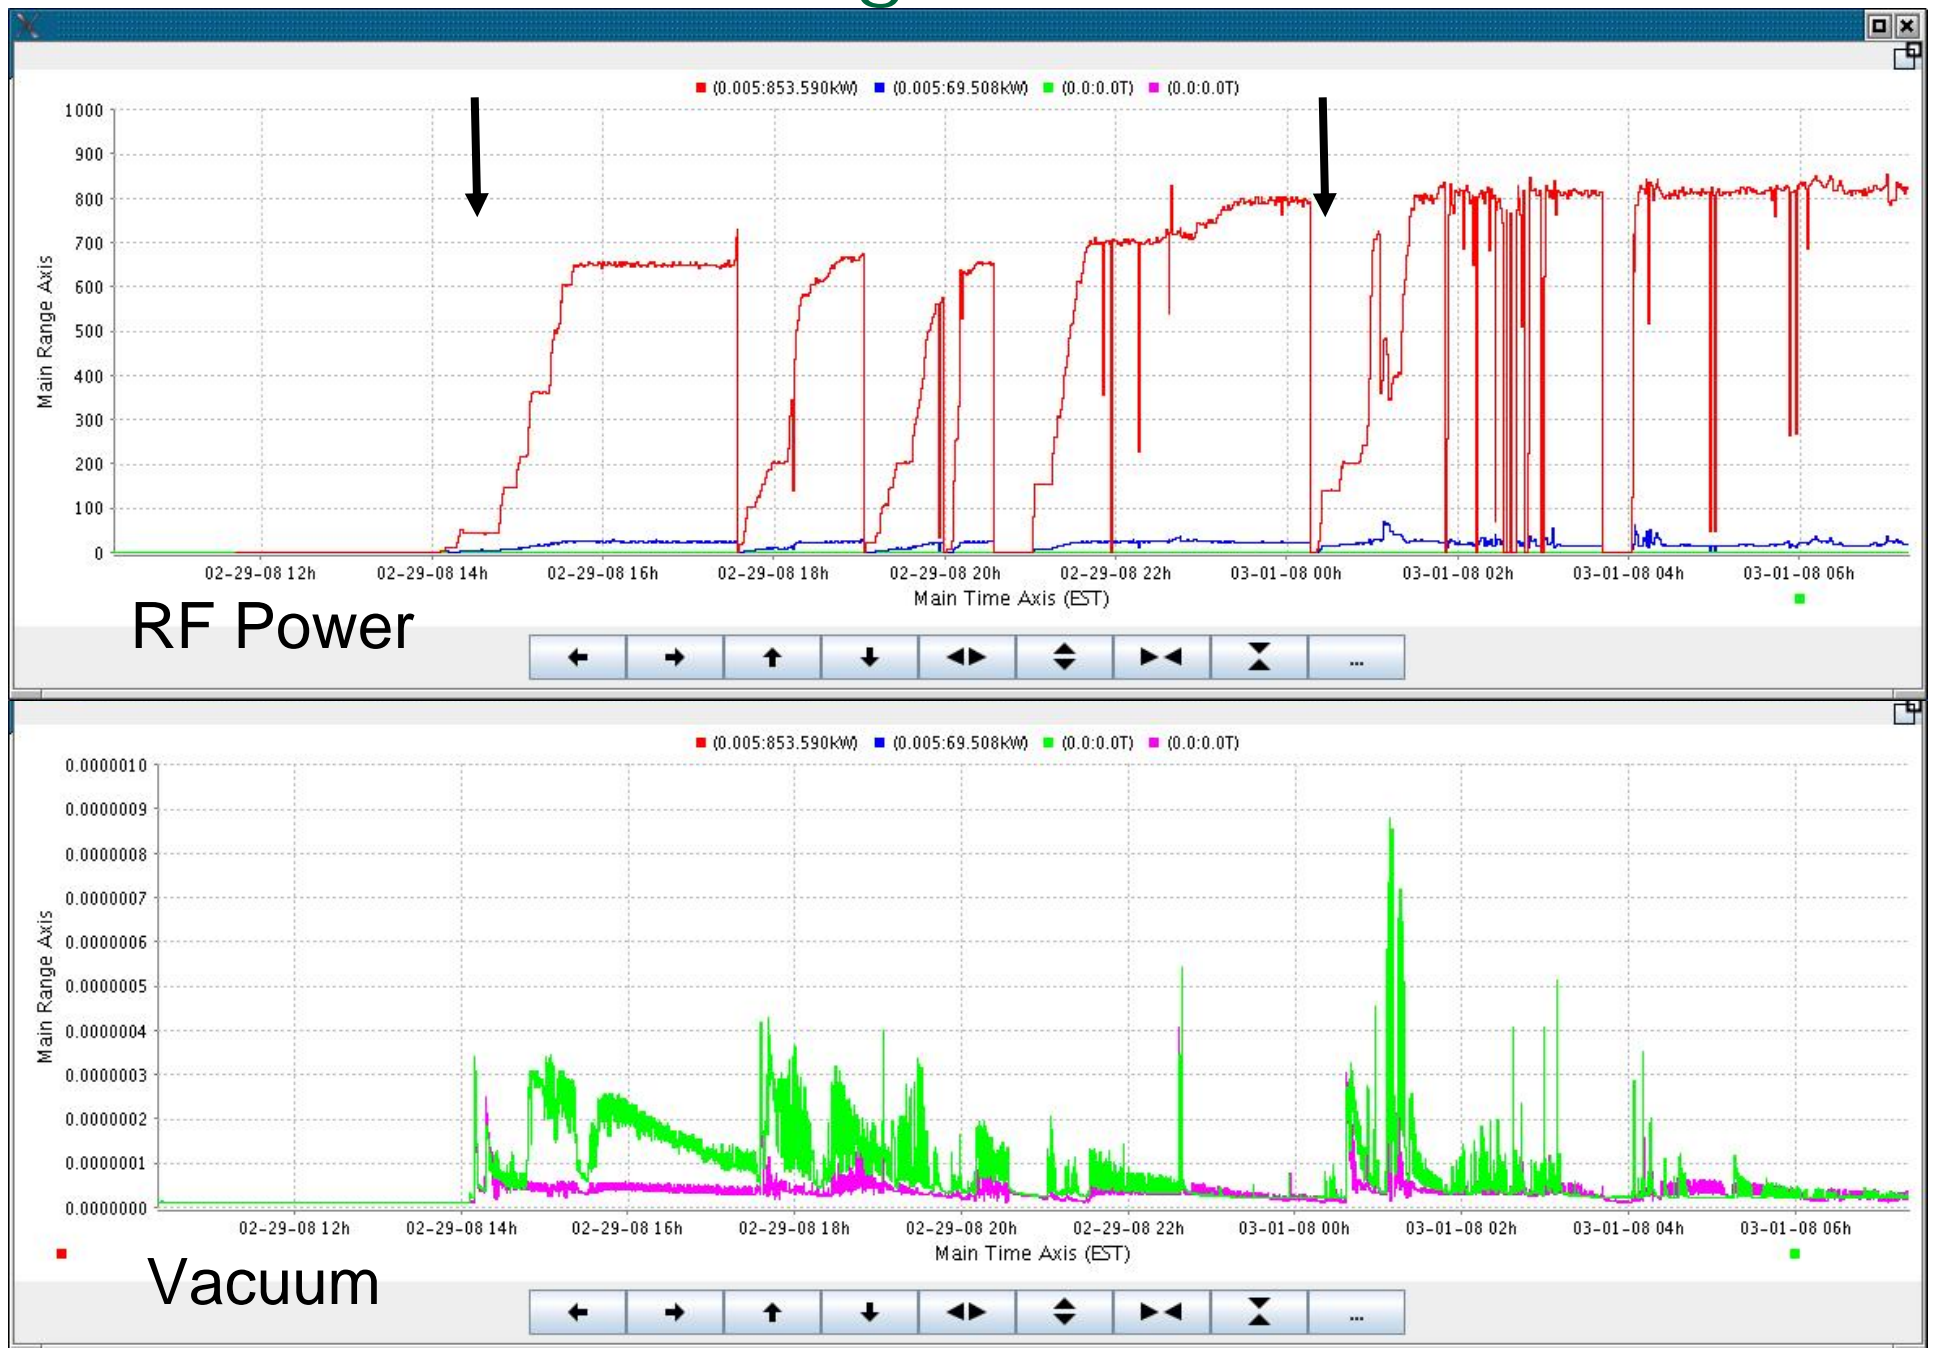 (0.005:853.590kW) (0.005:69.508kW) (0.0:0.0T) (0.0:0.0T)
1000
900
800
700
600
500
400
300
200
100
0
Main Range Axis
02-29-08 12h 02-29-08 14h 02-29-08 16h 02-29-08 18h 02-29-08 20h 02-29-08 22h 03-01-08 00h 03-01-08 02h 03-01-08 04h 03-01-08 06h
Main Time Axis (EST)
RF Power
...
(0.005:853.590kW) (0.005:69.508kW) (0.0:0.0T) (0.0:0.0T)
0.0000010
0.0000009
0.0000008
0.0000007
0.0000006
0.0000005
0.0000004
0.0000003
0.0000002
0.0000001
0.0000000
Main Range Axis
02-29-08 12h 02-29-08 14h 02-29-08 16h 02-29-08 18h 02-29-08 20h 02-29-08 22h 03-01-08 00h 03-01-08 02h 03-01-08 04h 03-01-08 06h
Main Time Axis (EST)
Vacuum
...